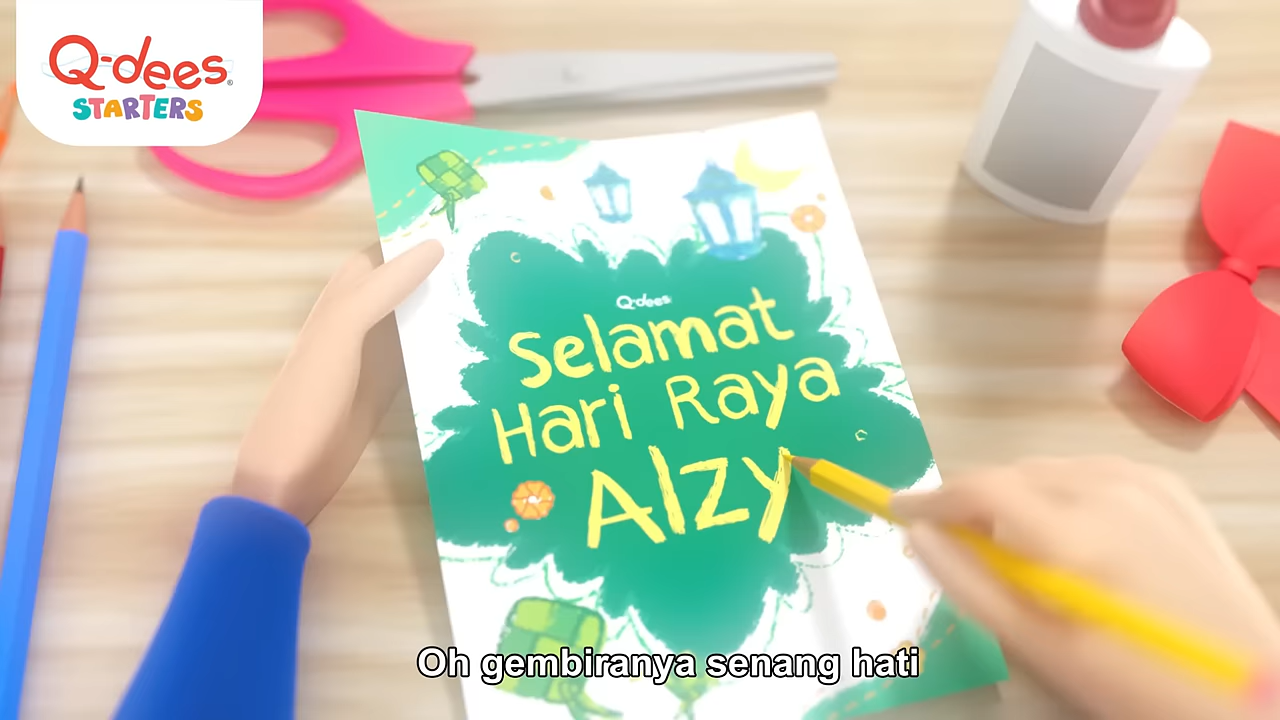 Q-dees
STARTERS
Q-dees
Selamat
Hari Raya
Alzy
Oh gembiranya senang hati